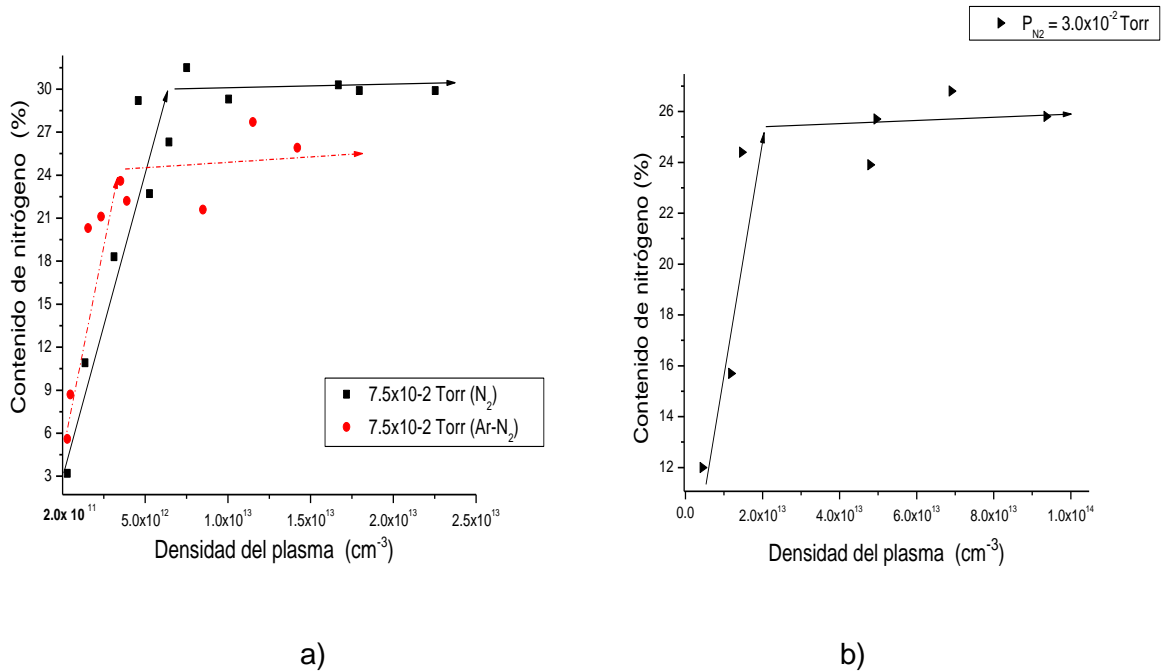 P_N2 = 3.0x10^-2 Torr
Contenido de nitrógeno (%)
30
27
24
21
18
15
12
9
6
3
7.5x10-2 Torr (N_2)
7.5x10-2 Torr (Ar-N_2)
2.0x 10^11 5.0x10^12 1.0x10^13 1.5x10^13 2.0x10^13 2.5x10^13
Densidad del plasma (cm^-3)
a)
Contenido de nitrógeno (%)
26
24
22
20
18
16
14
12
0.0 2.0x10^13 4.0x10^13 6.0x10^13 8.0x10^13 1.0x10^14
Densidad del plasma (cm^-3)
b)